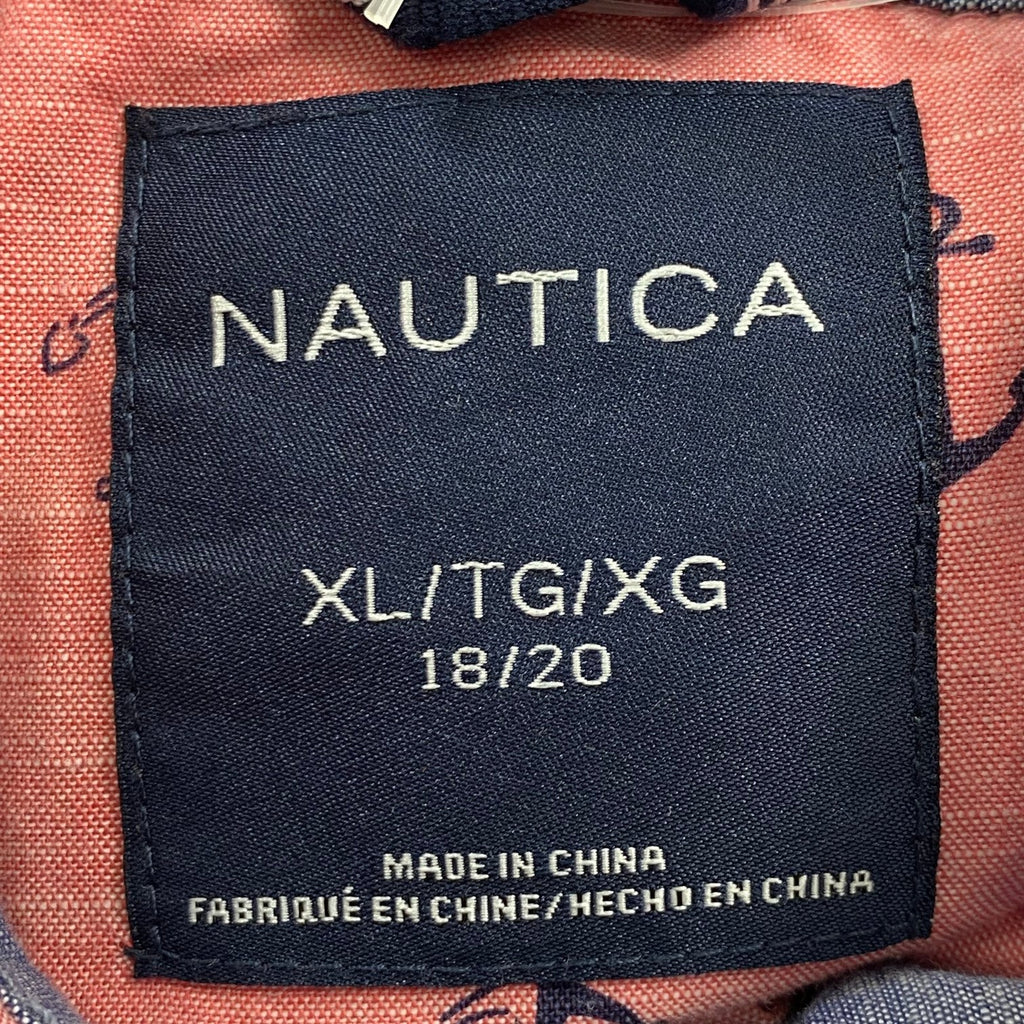 NAUTICA
XL/TG/XG
18/20
MADE IN CHINA
FABRIQUÉ EN CHINE/HECHO EN CHINA